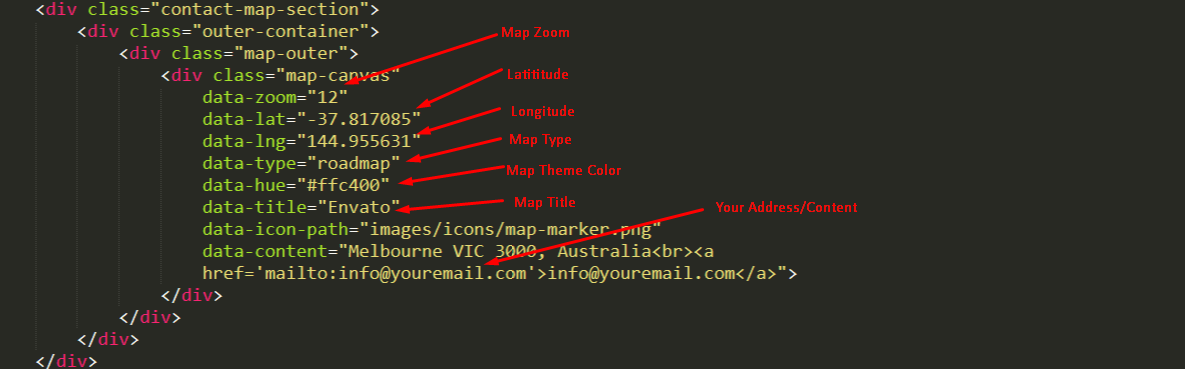 <div class="contact-map-section">
<div class="outer-container">
Map Zoom
<div class="map-outer">
<div class="map-canvas"
Latititude
data-zoom="12"
data-lat="-37.817085"
Longitude
data-lng="144.955631"
Map Type
data-type="roadmap"
Map Theme Color
data-hue="#ffc400"
Map Title
data-title="Envato"
Your Address/Content
data-icon-path="images/icons/map-marker.png"
data-content="Melbourne VIC 3000, Australia<br><a
href='mailto:info@youremail.com'>info@youremail.com</a>">
</div>
</div>
</div>
</div>